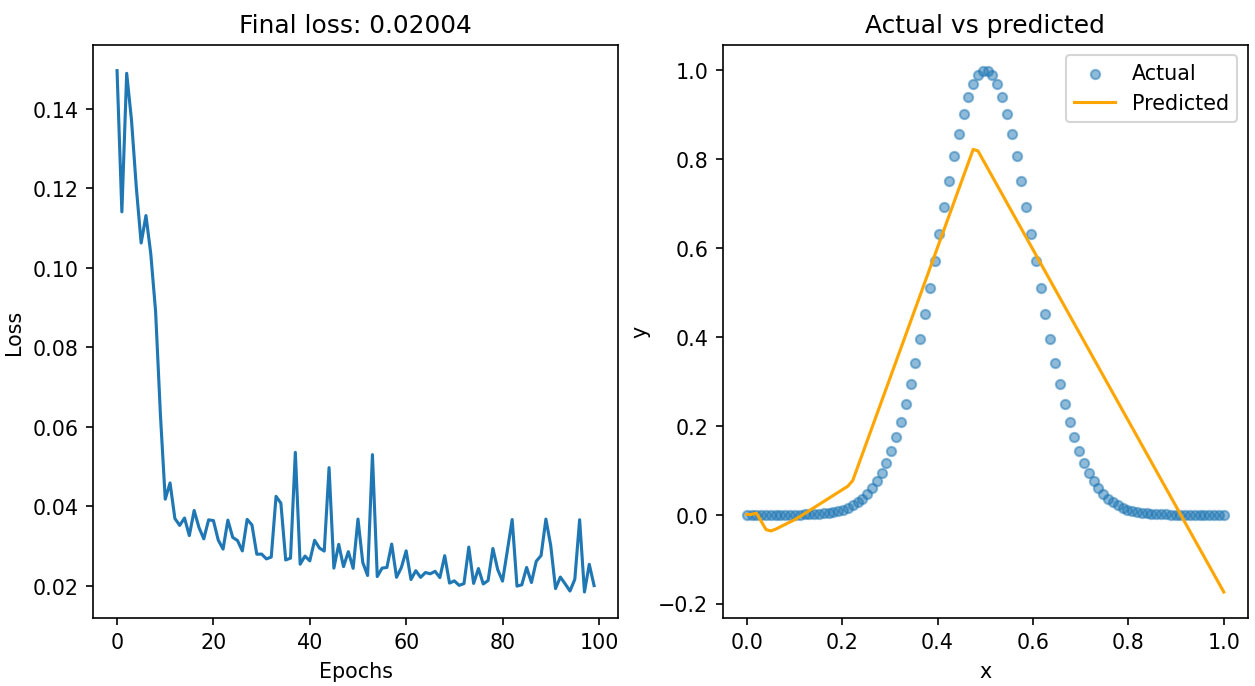 Final loss: 0.02004
0.14
0.12
0.10
0.08
0.06
0.04
0.02
Loss
0 20 40 60 80 100
Epochs
Actual vs predicted
Actual
Predicted
1.0
0.8
0.6
0.4
0.2
0.0
−0.2
y
0.0 0.2 0.4 0.6 0.8 1.0
x